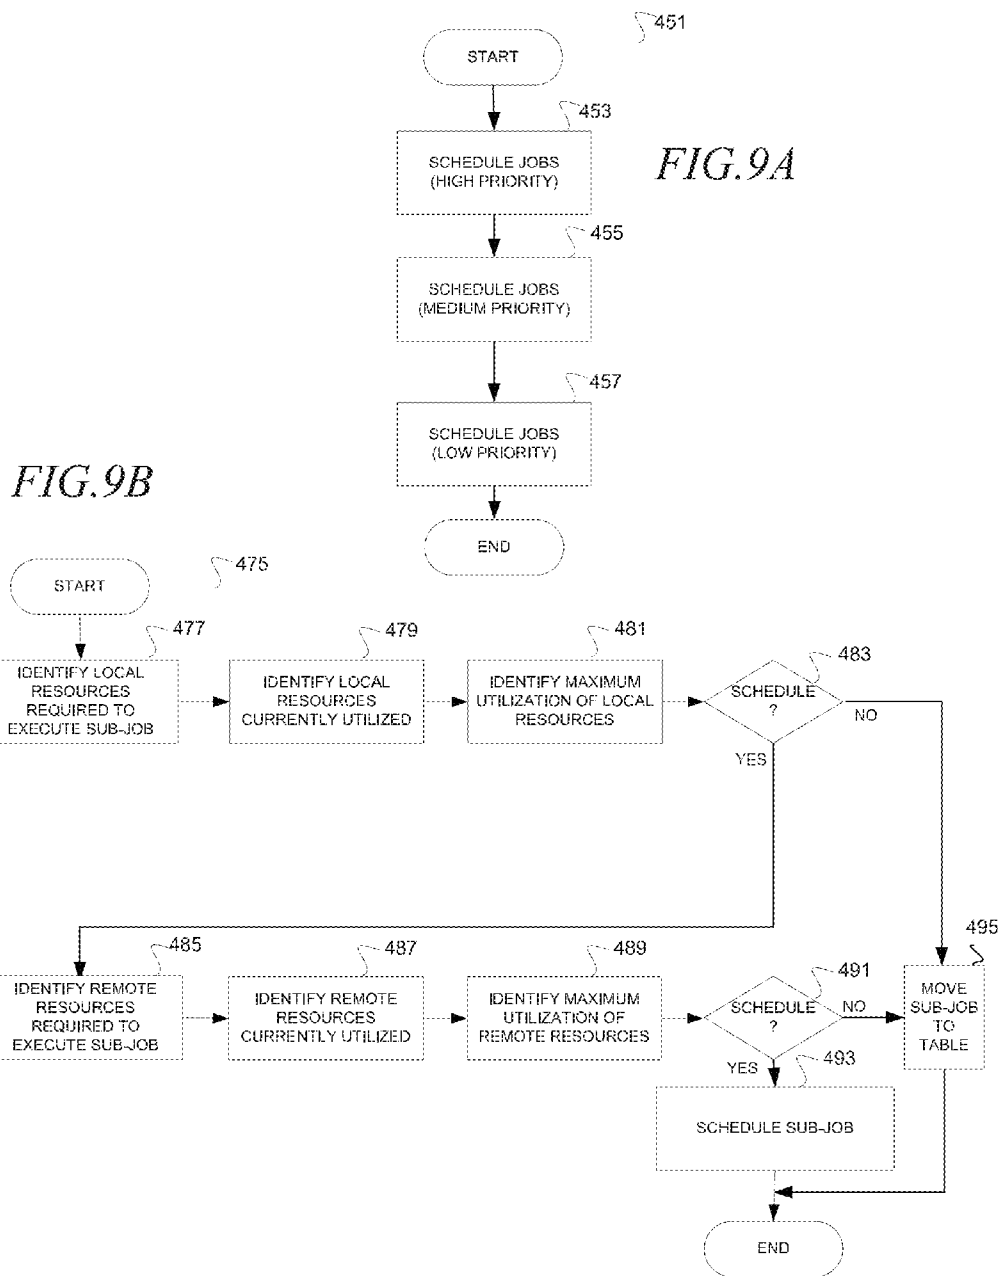 451
START
453
SCHEDULE JOBS
(HIGH PRIORITY)
FIG.9A
455
SCHEDULE JOBS
(MEDIUM PRIORITY)
457
SCHEDULE JOBS
(LOW PRIORITY)
END
FIG.9B
475
START
477
IDENTIFY LOCAL
RESOURCES
REQUIRED TO
EXECUTE SUB-JOB
479
IDENTIFY LOCAL
RESOURCES
CURRENTLY UTILIZED
481
IDENTIFY MAXIMUM
UTILIZATION OF LOCAL
RESOURCES
483
SCHEDULE
?
NO
YES
485
IDENTIFY REMOTE
RESOURCES
REQUIRED TO
EXECUTE SUB-JOB
487
IDENTIFY REMOTE
RESOURCES
CURRENTLY UTILIZED
489
IDENTIFY MAXIMUM
UTILIZATION OF
REMOTE RESOURCES
491
SCHEDULE
?
NO
YES
495
MOVE
SUB-JOB
TO
TABLE
493
SCHEDULE SUB-JOB
END